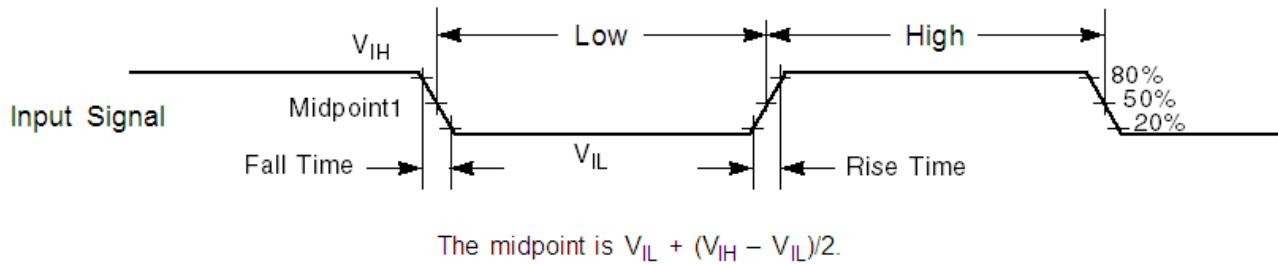 Low
High
VIH
80%
Midpoint1
50%
Input Signal
20%
VIL
Fall Time
Rise Time
The midpoint is VIL + (VIH – VIL)/2.